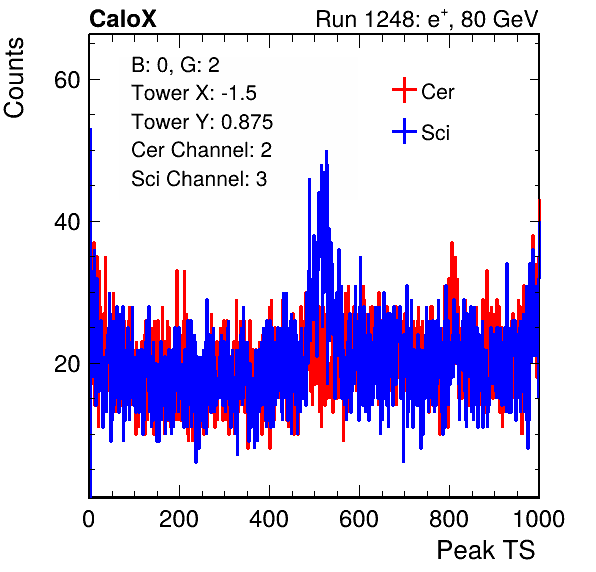 CaloX Run 1248: e+, 80 GeV
Counts
B: 0, G: 2
Tower X: -1.5
Tower Y: 0.875
Cer Channel: 2
Sci Channel: 3
Cer
Sci
60
40
20
0 200 400 600 800 1000
Peak TS